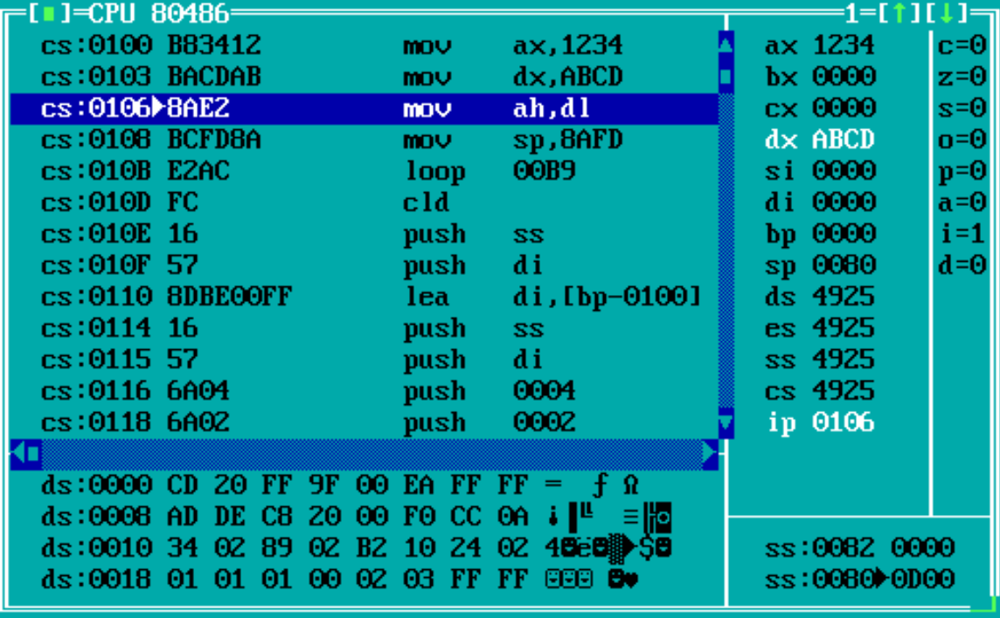 [■]=CPU 80486 1=[↑][↓]
cs:0100 B83412 mov ax,1234 ax 1234 c=0
cs:0103 BACDAB mov dx,ABCD bx 0000 z=0
cs:0106►8AE2 mov ah,dl cx 0000 s=0
cs:0108 BCFD8A mov sp,8AFD dx ABCD o=0
cs:010B E2AC loop 00B9 si 0000 p=0
cs:010D FC cld di 0000 a=0
cs:010E 16 push ss bp 0000 i=1
cs:010F 57 push di sp 0080 d=0
cs:0110 8DBE00FF lea di,[bp-0100] ds 4925
cs:0114 16 push ss es 4925
cs:0115 57 push di ss 4925
cs:0116 6A04 push 0004 cs 4925
cs:0118 6A02 push 0002 ip 0106
ds:0000 CD 20 FF 9F 00 EA FF FF = ƒ Ω
ds:0008 AD DE C8 20 00 F0 CC 0A ¡▐╚ ≡╠◙
ds:0010 34 02 89 02 B2 10 24 02 4☻ë☻▓►$☻ ss:0082 0000
ds:0018 01 01 01 00 02 03 FF FF ☺☺☺ ☻♥ ss:0080►0D00